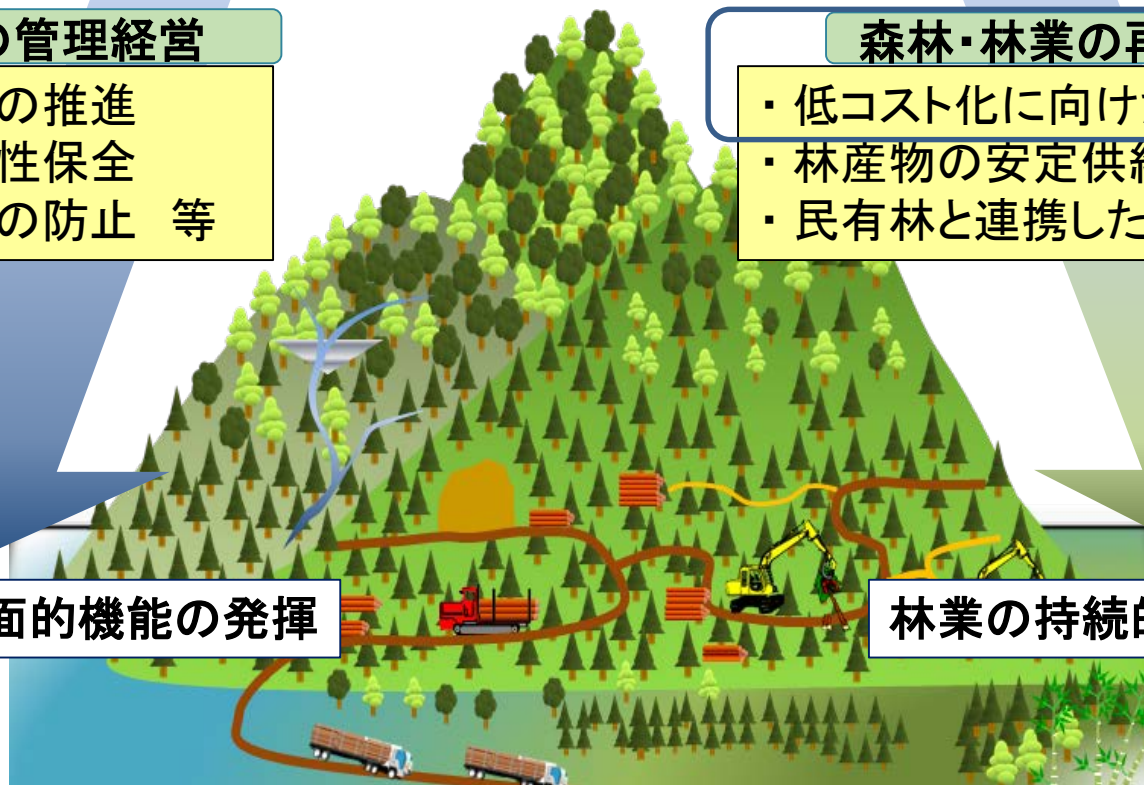 の管理経営
の推進
性保全
の防止 等
森林・林業の再
・ 低コスト化に向け
・ 林産物の安定供給
・ 民有林と連携した
面的機能の発揮
林業の持続的